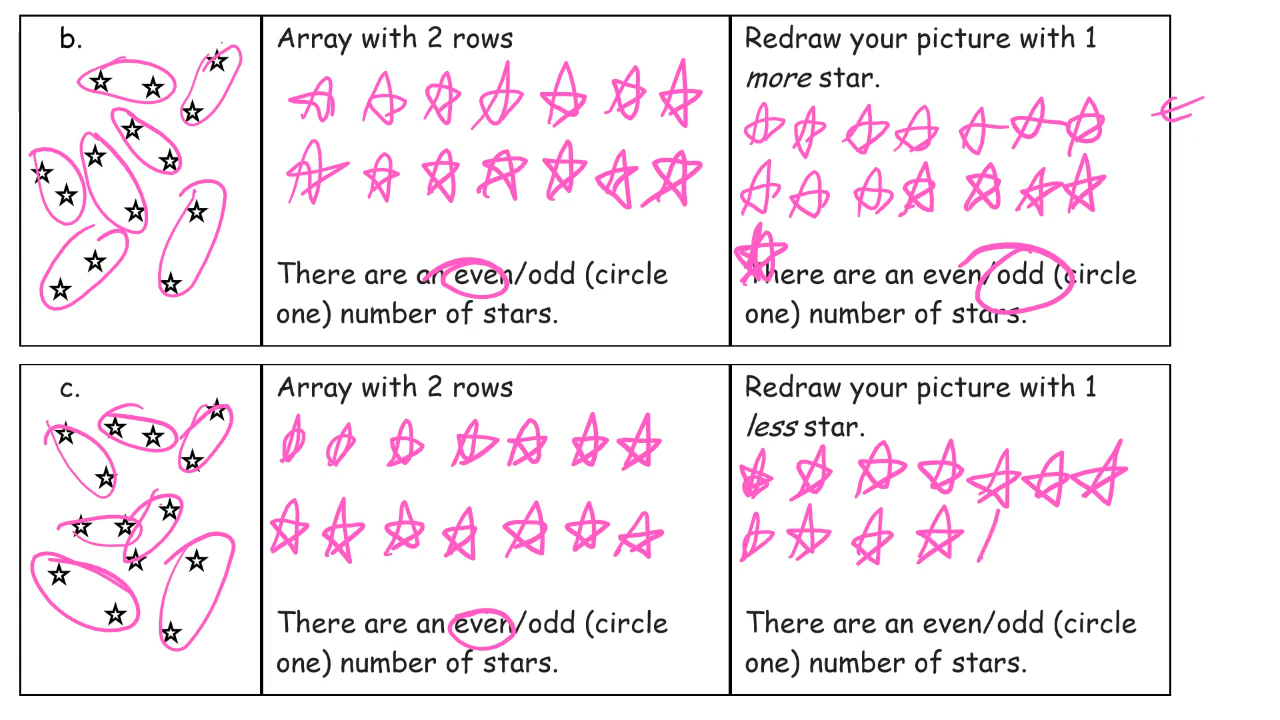 b.
Array with 2 rows
There are an even/odd (circle
one) number of stars.
Redraw your picture with 1
more star.
There are an even/odd (circle
one) number of stars.
c.
Array with 2 rows
There are an even/odd (circle
one) number of stars.
Redraw your picture with 1
less star.
There are an even/odd (circle
one) number of stars.